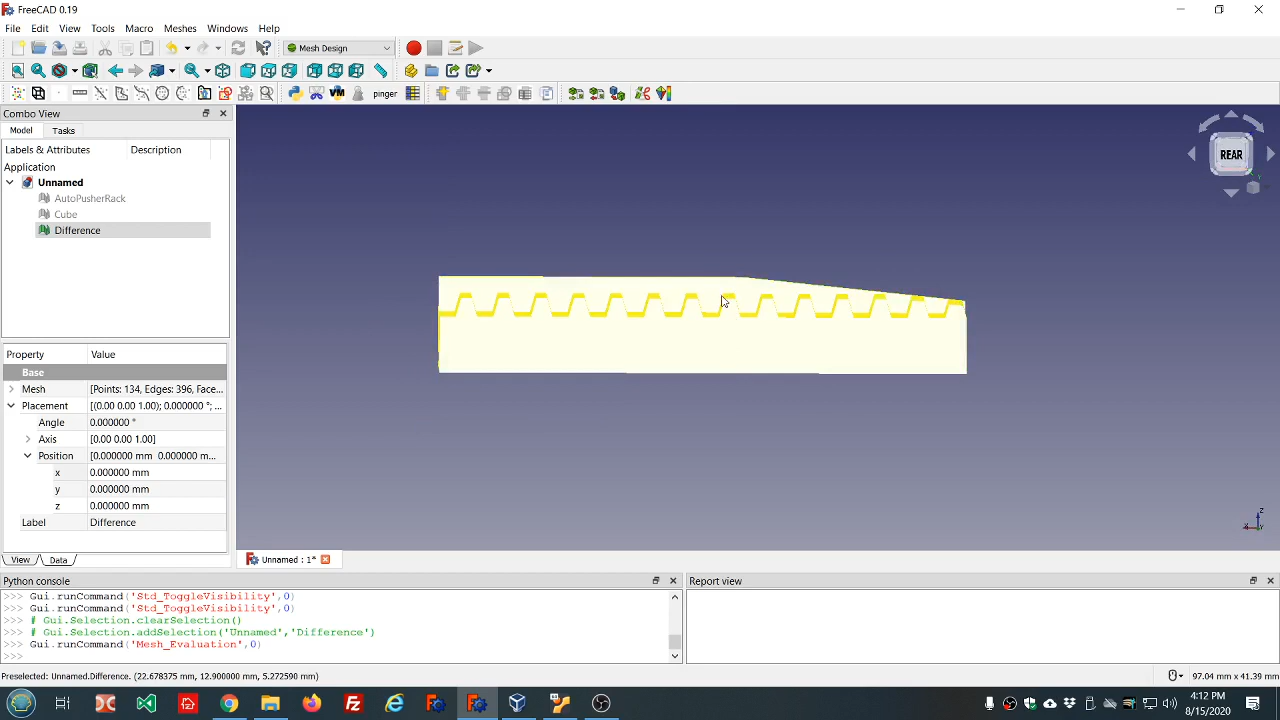 FreeCAD 0.19
File Edit View Tools Macro Meshes Windows Help
Mesh Design
pinger
Combo View
Model Tasks
Labels & Attributes Description
Application
Unnamed
AutoPusherRack
Cube
Difference
REAR
Property Value
Base
Mesh [Points: 134, Edges: 396, Face...
Placement [(0.00 0.00 1.00); 0.000000 °; ...
Angle 0.000000 °
Axis [0.00 0.00 1.00]
Position [0.000000 mm 0.000000 m...
x 0.000000 mm
y 0.000000 mm
z 0.000000 mm
Label Difference
View Data
Unnamed : 1*
Python console
Report view
>>> Gui.runCommand('Std_ToggleVisibility',0)
>>> Gui.runCommand('Std_ToggleVisibility',0)
>>> # Gui.Selection.clearSelection()
>>> # Gui.Selection.addSelection('Unnamed','Difference')
>>> Gui.runCommand('Mesh_Evaluation',0)
>>>
Preselected: Unnamed.Difference. (22.678375 mm, 12.900000 mm, 5.272590 mm)
97.04 mm x 41.39 mm
4:12 PM
8/15/2020